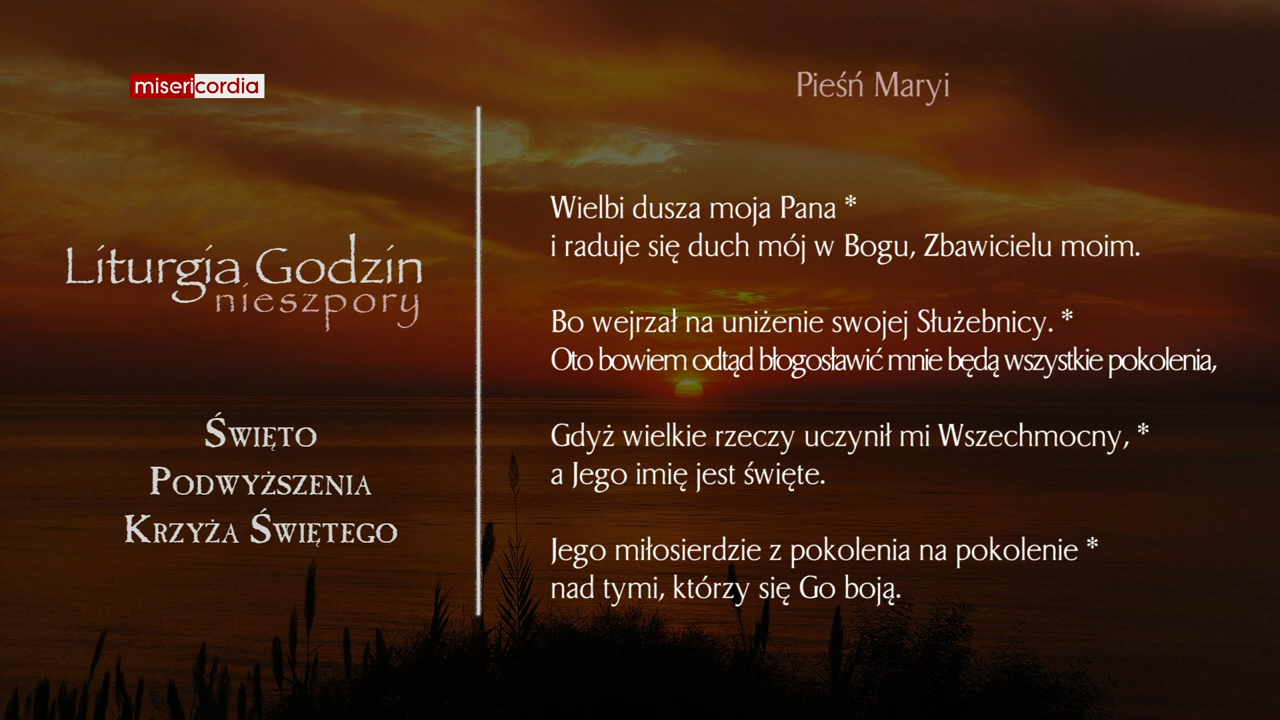 misericordia
Liturgia Godzin
nieszpory
Święto
Podwyższenia
Krzyża Świętego
Pieśń Maryi
Wielbi dusza moja Pana *
i raduje się duch mój w Bogu, Zbawicielu moim.
Bo wejrzał na uniżenie swojej Służebnicy. *
Oto bowiem odtąd błogosławić mnie będą wszystkie pokolenia,
Gdyż wielkie rzeczy uczynił mi Wszechmocny, *
a Jego imię jest święte.
Jego miłosierdzie z pokolenia na pokolenie *
nad tymi, którzy się Go boją.